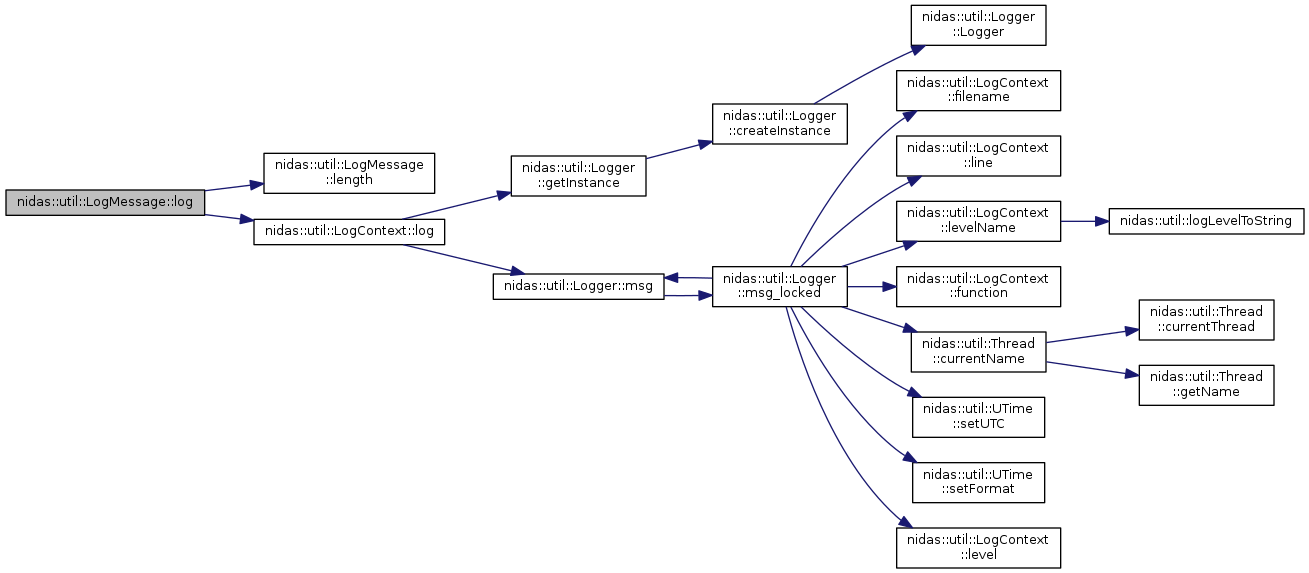 nidas::util::LogMessage::log
nidas::util::LogMessage
::length
nidas::util::LogContext::log
nidas::util::Logger
::getInstance
nidas::util::Logger::msg
nidas::util::Logger
::createInstance
nidas::util::Logger
::msg_locked
nidas::util::Logger
::Logger
nidas::util::LogContext
::filename
nidas::util::LogContext
::line
nidas::util::LogContext
::levelName
nidas::util::LogContext
::function
nidas::util::Thread
::currentName
nidas::util::UTime
::setUTC
nidas::util::UTime
::setFormat
nidas::util::LogContext
::level
nidas::util::logLevelToString
nidas::util::Thread
::currentThread
nidas::util::Thread
::getName